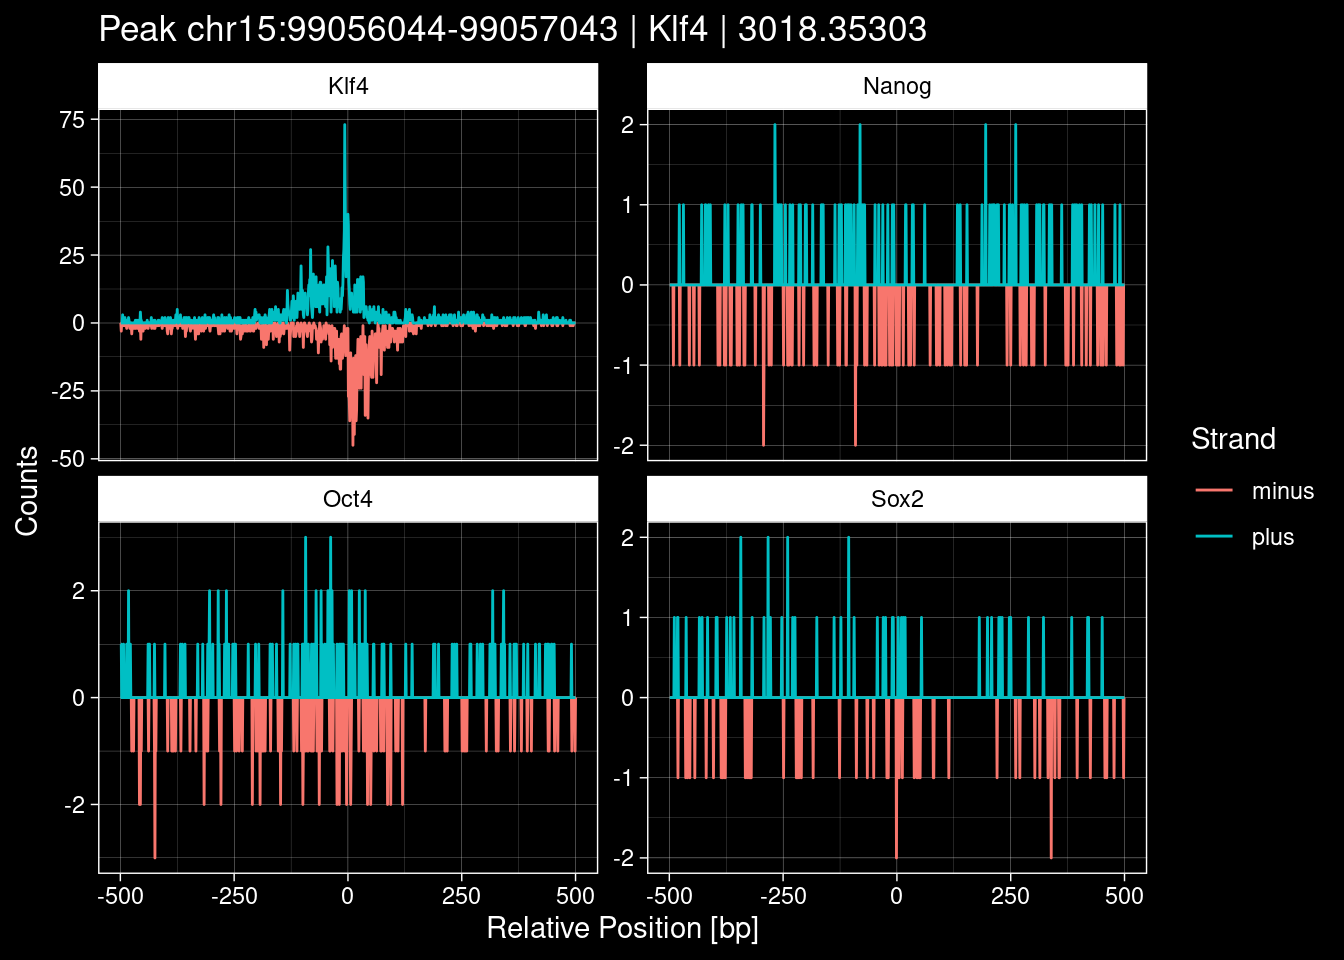 Peak chr15:99056044-99057043 | Klf4 | 3018.35303
Klf4
Nanog
75
50
25
0
-25
-50
2
1
0
-1
-2
Counts
Oct4
Sox2
2
0
-2
2
1
0
-1
-2
-500 -250 0 250 500
-500 -250 0 250 500
Relative Position [bp]
Strand
minus
plus